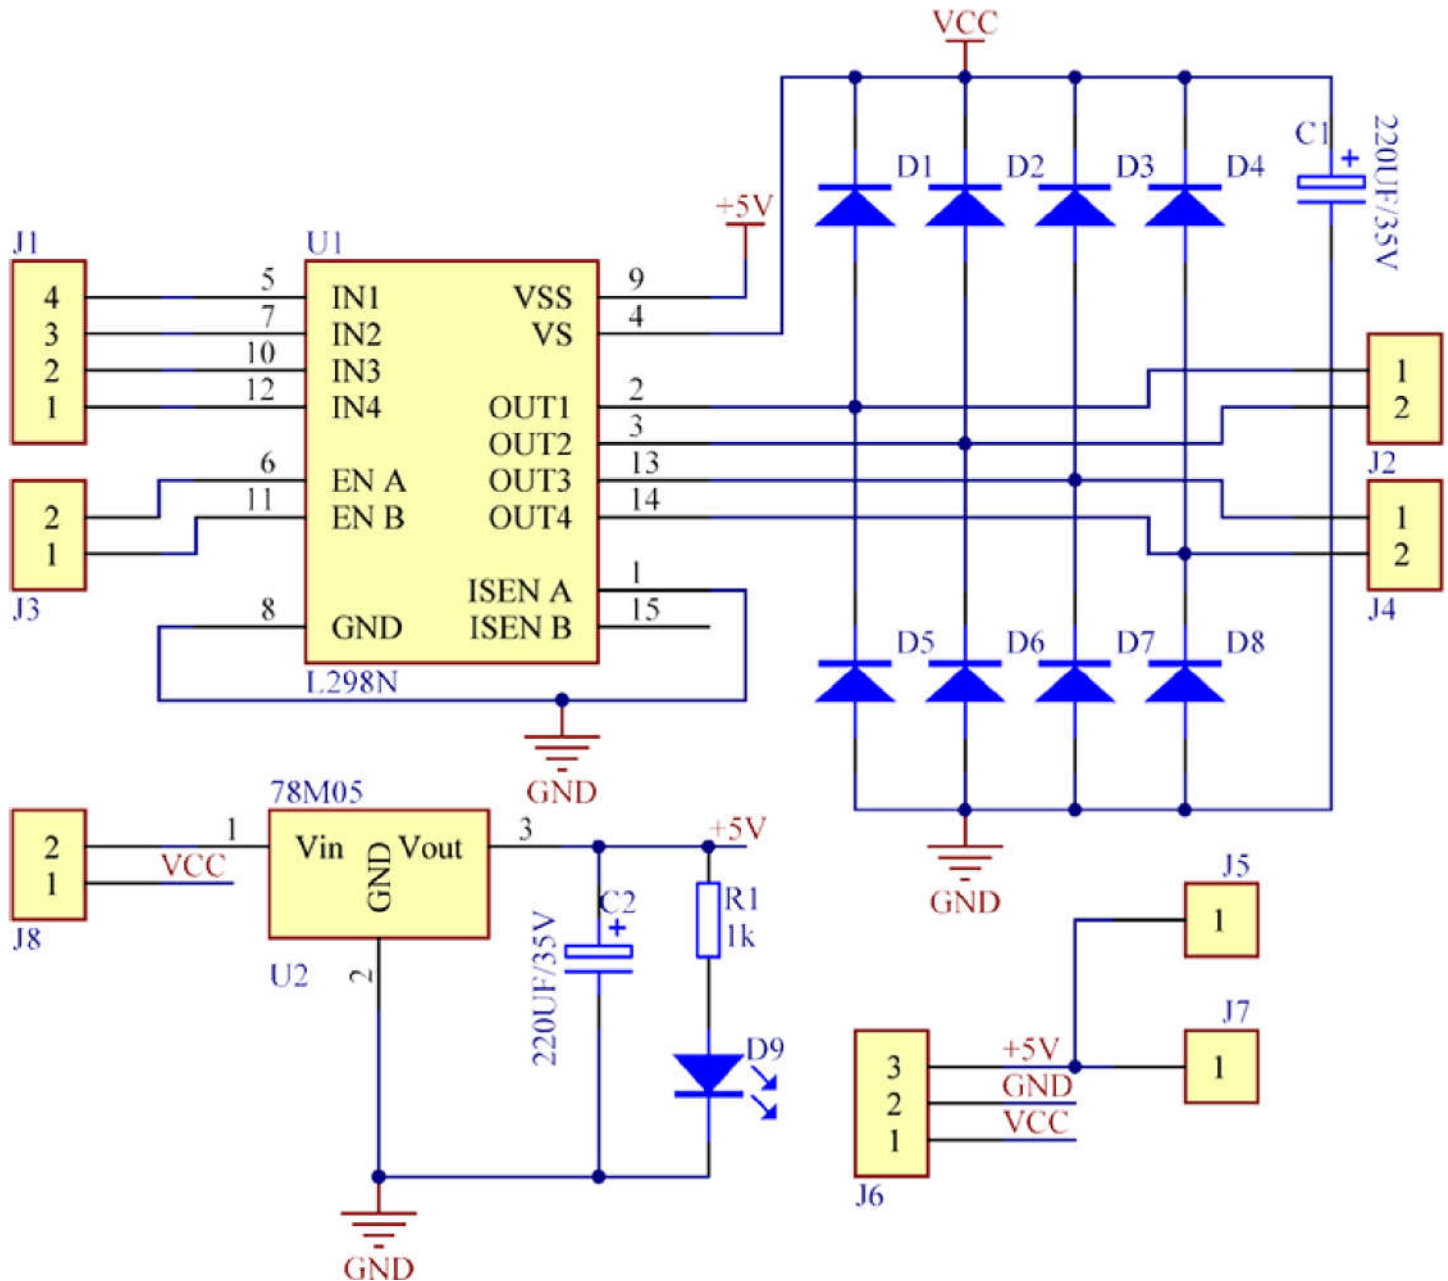 VCC
C1
+
220UF/35V
D1
D2
D3
D4
+5V
J1
U1
4
5
IN1
VSS
9
3
7
IN2
VS
4
2
10
IN3
1
12
IN4
OUT1
2
OUT2
3
6
EN A
OUT3
13
2
11
EN B
OUT4
14
1
J3
ISEN A
1
8
GND
ISEN B
15
L298N
GND
1
2
J2
1
2
J4
D5
D6
D7
D8
GND
78M05
2
1
Vin
GND
Vout
3
+5V
VCC
1
J8
U2
2
C2
+
220UF/35V
R1
1k
D9
GND
J5
1
J7
1
3
+5V
2
GND
1
VCC
J6